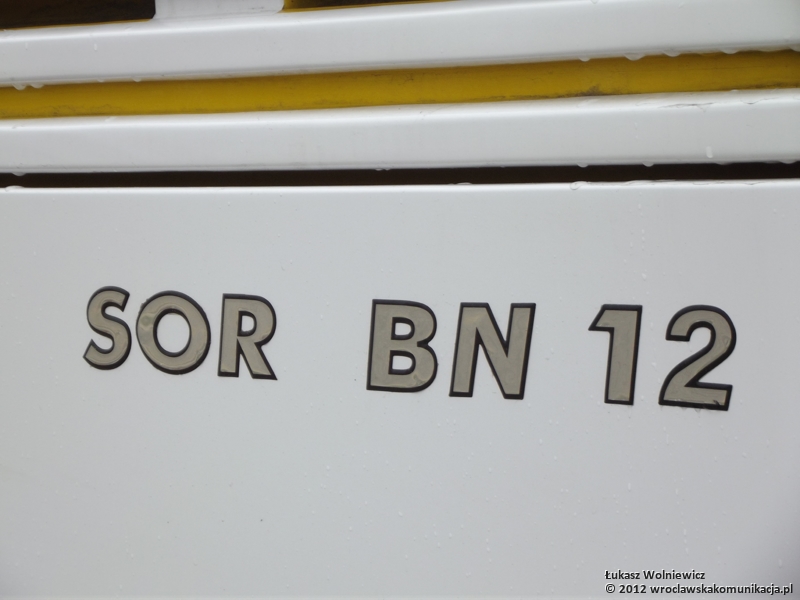 SOR BN 12
Łukasz Wolniewicz
© 2012 wroclawskakomunikacja.pl